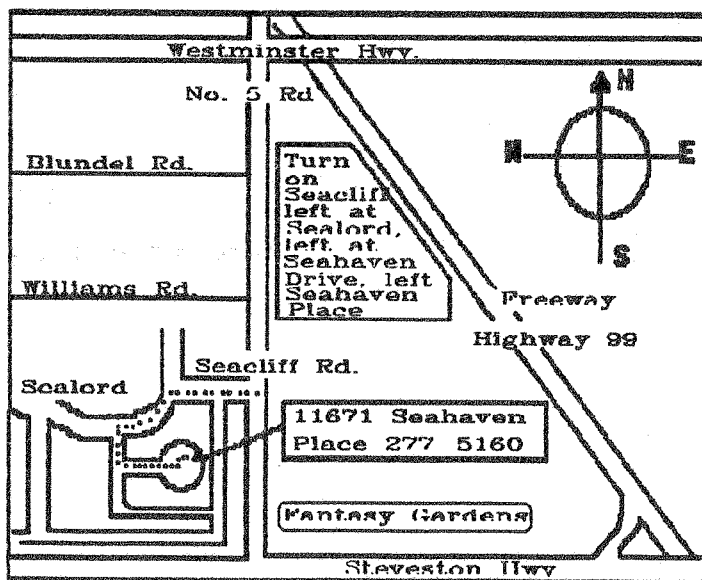 Westminster Hwy.
No. 5 Rd
N
Blundel Rd.
Turn
on
Seacliff
left at
Sealord,
left at
Seahaven
Drive, left
Seahaven
Place
W
E
S
Williams Rd.
Freeway
Highway 99
Seacliff Rd.
Sealord
11671 Seahaven
Place 277 5160
Fantasy Gardens
Steveston Hwy